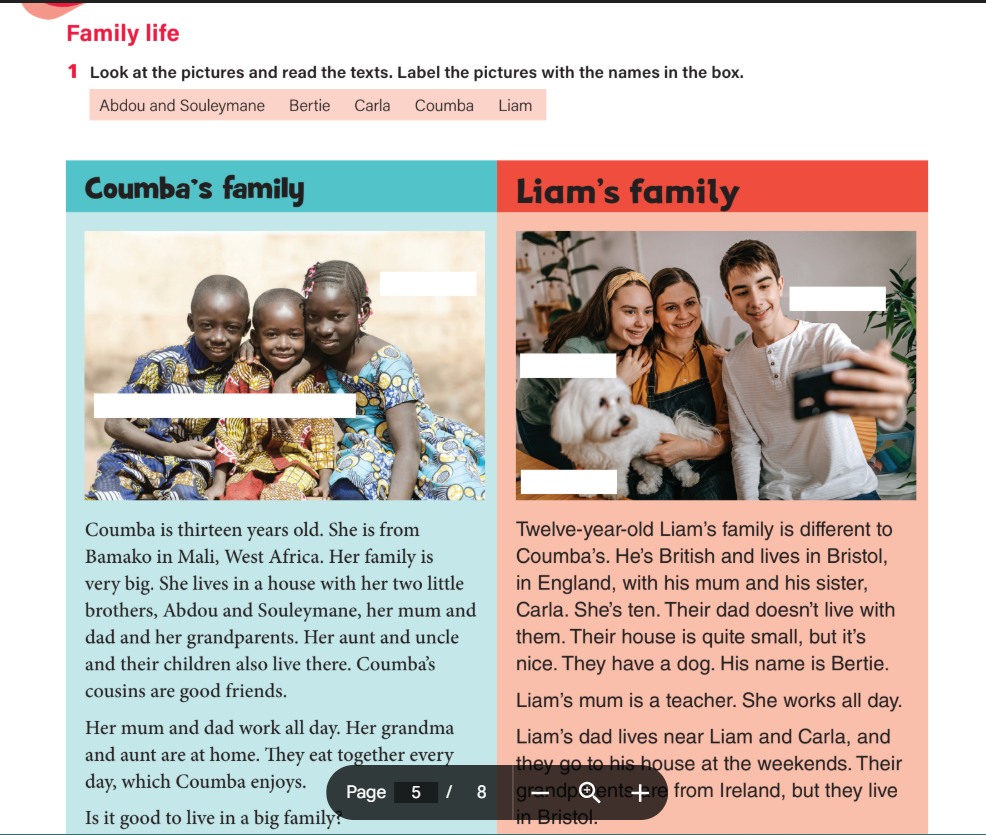 Family life
1 Look at the pictures and read the texts. Label the pictures with the names in the box.
Abdou and Souleymane Bertie Carla Coumba Liam
Coumba's family
Coumba is thirteen years old. She is from
Bamako in Mali, West Africa. Her family is
very big. She lives in a house with her two little
brothers, Abdou and Souleymane, her mum and
dad and her grandparents. Her aunt and uncle
and their children also live there. Coumba's
cousins are good friends.
Her mum and dad work all day. Her grandma
and aunt are at home. They eat together every
day, which Coumba enjoys.
Is it good to live in a big family?
Liam's family
Twelve-year-old Liam's family is different to
Coumba's. He's British and lives in Bristol,
in England, with his mum and his sister,
Carla. She's ten. Their dad doesn't live with
them. Their house is quite small, but it's
nice. They have a dog. His name is Bertie.
Liam's mum is a teacher. She works all day.
Liam's dad lives near Liam and Carla, and
they go to his house at the weekends. Their
from Ireland, but they live
in Bristol.
Page 5 / 8